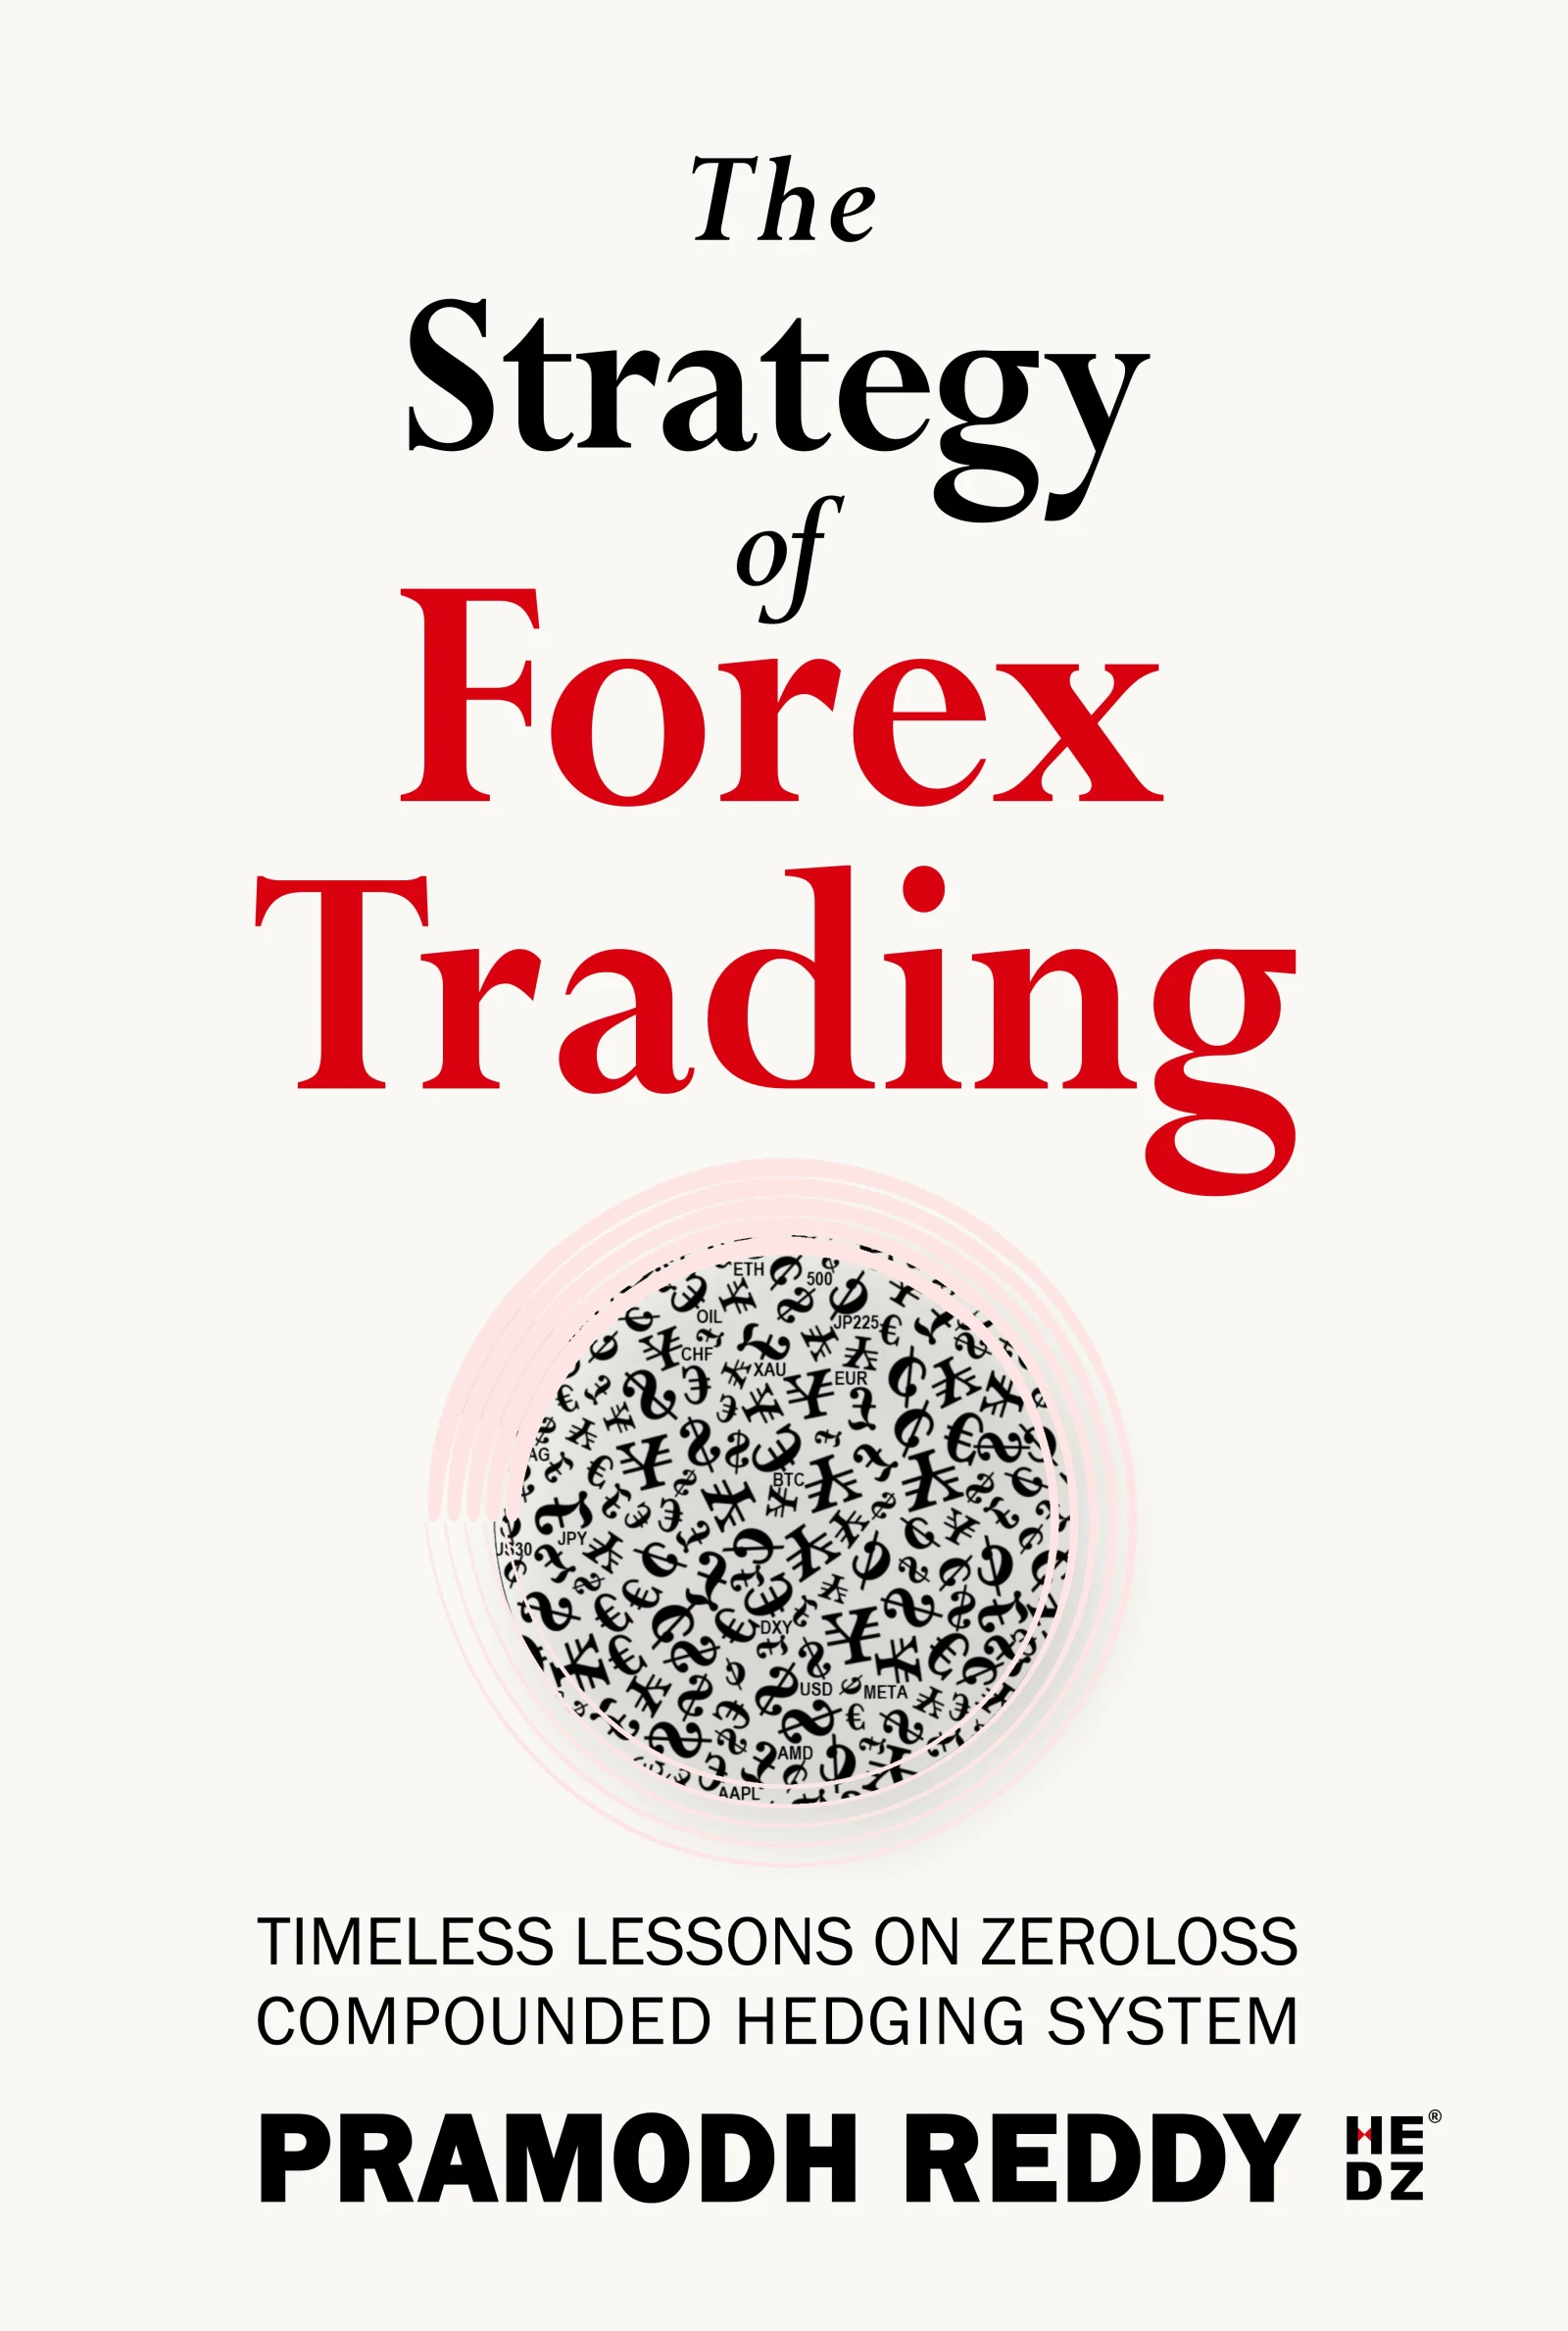 The
Strategy
of
Forex
Trading
ETH
500
OIL
JP225
CHF
XAU
EUR
AG
BTC
JPY
US30
DXY
USD
META
AMD
AAPL
TIMELESS LESSONS ON ZEROLOSS
COMPOUNDED HEDGING SYSTEM
PRAMODH REDDY
HE®
DZ